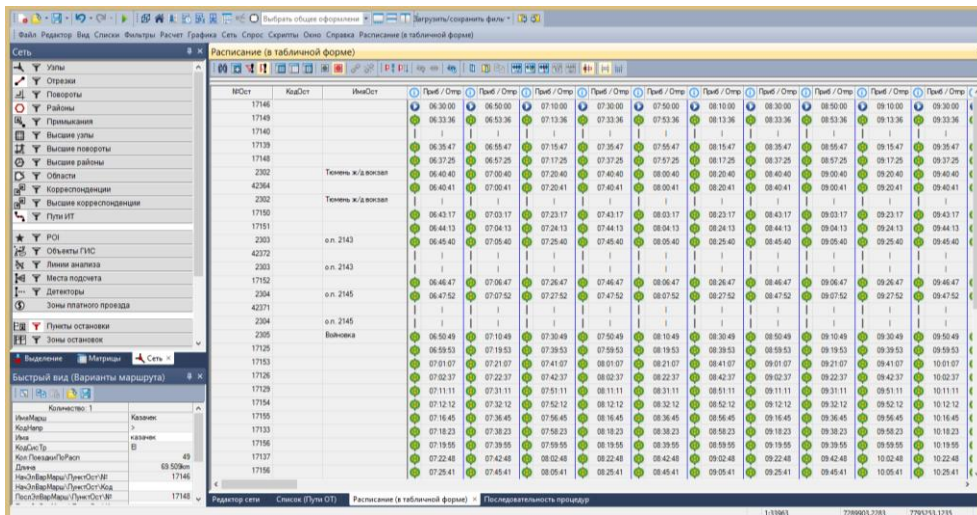 Выбрать общее оформлени
Загрузить/сохранить филы
Файл Редактор Вид Списки Фильтры Расчет Графика Сеть Спрос Скрипты Окно Справка Расписание (в табличной форме)
Сеть
Узлы
Отрезки
Повороты
Районы
Примыкания
Высшие узлы
Высшие повороты
Высшие районы
Области
Корреспонденции
Высшие корреспонденции
Пути ИТ
POI
Объекты ГИС
Линии анализа
Места подсчета
Детекторы
Зоны платного проезда
Пункты остановки
Зоны остановок
Выделение Матрицы Сеть
Быстрый вид (Варианты маршрута)
Количество: 1
ИмяМарш Казачек
КодНапр >
Имя казачек
КодСисТр
Кол:ПоездкиПоРасп 49
Длина 69.509km
НачЭлВарМарш\ПунктОст\№ 17146
НачЭлВарМарш\ПунктОст\Код
ПослЭлВарМарш\ПунктОст\№ 17148
Расписание (в табличной форме)
№Ост КодОст ИмяОст Приб / Отпр Приб / Отпр Приб / Отпр Приб / Отпр Приб / Отпр Приб / Отпр Приб / Отпр Приб / Отпр Приб / Отпр Приб / Отпр
17146 06:30:00 06:50:00 07:10:00 07:30:00 07:50:00 08:10:00 08:30:00 08:50:00 09:10:00 09:30:00
17149 06:33:36 06:53:36 07:13:36 07:33:36 07:53:36 08:13:36 08:33:36 08:53:36 09:13:36 09:33:36
17140
17139 06:35:47 06:55:47 07:15:47 07:35:47 07:55:47 08:15:47 08:35:47 08:55:47 09:15:47 09:35:47
17148 06:37:25 06:57:25 07:17:25 07:37:25 07:57:25 08:17:25 08:37:25 08:57:25 09:17:25 09:37:25
2302 Тюмень ж/д вокзал 06:40:40 07:00:40 07:20:40 07:40:40 08:00:40 08:20:40 08:40:40 09:00:40 09:20:40 09:40:40
42364 06:40:41 07:00:41 07:20:41 07:40:41 08:00:41 08:20:41 08:40:41 09:00:41 09:20:41 09:40:41
2302 Тюмень ж/д вокзал
17150 06:43:17 07:03:17 07:23:17 07:43:17 08:03:17 08:23:17 08:43:17 09:03:17 09:23:17 09:43:17
17151 06:44:13 07:04:13 07:24:13 07:44:13 08:04:13 08:24:13 08:44:13 09:04:13 09:24:13 09:44:13
2303 о.п. 2143 06:45:40 07:05:40 07:25:40 07:45:40 08:05:40 08:25:40 08:45:40 09:05:40 09:25:40 09:45:40
42372
2303 о.п. 2143
17152 06:46:47 07:06:47 07:26:47 07:46:47 08:06:47 08:26:47 08:46:47 09:06:47 09:26:47 09:46:47
2304 о.п. 2145 06:47:52 07:07:52 07:27:52 07:47:52 08:07:52 08:27:52 08:47:52 09:07:52 09:27:52 09:47:52
42371
2304 о.п. 2145
2305 Войновка 06:50:49 07:10:49 07:30:49 07:50:49 08:10:49 08:30:49 08:50:49 09:10:49 09:30:49 09:50:49
17125 06:59:53 07:19:53 07:39:53 07:59:53 08:19:53 08:39:53 08:59:53 09:19:53 09:39:53 09:59:53
17153 07:01:07 07:21:07 07:41:07 08:01:07 08:21:07 08:41:07 09:01:07 09:21:07 09:41:07 10:01:07
17126 07:02:37 07:22:37 07:42:37 08:02:37 08:22:37 08:42:37 09:02:37 09:22:37 09:42:37 10:02:37
17129 07:11:11 07:31:11 07:51:11 08:11:11 08:31:11 08:51:11 09:11:11 09:31:11 09:51:11 10:11:11
17154 07:12:12 07:32:12 07:52:12 08:12:12 08:32:12 08:52:12 09:12:12 09:32:12 09:52:12 10:12:12
17155 07:16:45 07:36:45 07:56:45 08:16:45 08:36:45 08:56:45 09:16:45 09:36:45 09:56:45 10:16:45
17133 07:18:23 07:38:23 07:58:23 08:18:23 08:38:23 08:58:23 09:18:23 09:38:23 09:58:23 10:18:23
17156 07:19:55 07:39:55 07:59:55 08:19:55 08:39:55 08:59:55 09:19:55 09:39:55 09:59:55 10:19:55
17137 07:22:48 07:42:48 08:02:48 08:22:48 08:42:48 09:02:48 09:22:48 09:42:48 10:02:48 10:22:48
17156 07:25:41 07:45:41 08:05:41 08:25:41 08:45:41 09:05:41 09:25:41 09:45:41 10:05:41 10:25:41
Редактор сети Список (Пути ОТ) Расписание (в табличной форме) Последовательность процедур
1:33963 7289903.2283 7795253.1235